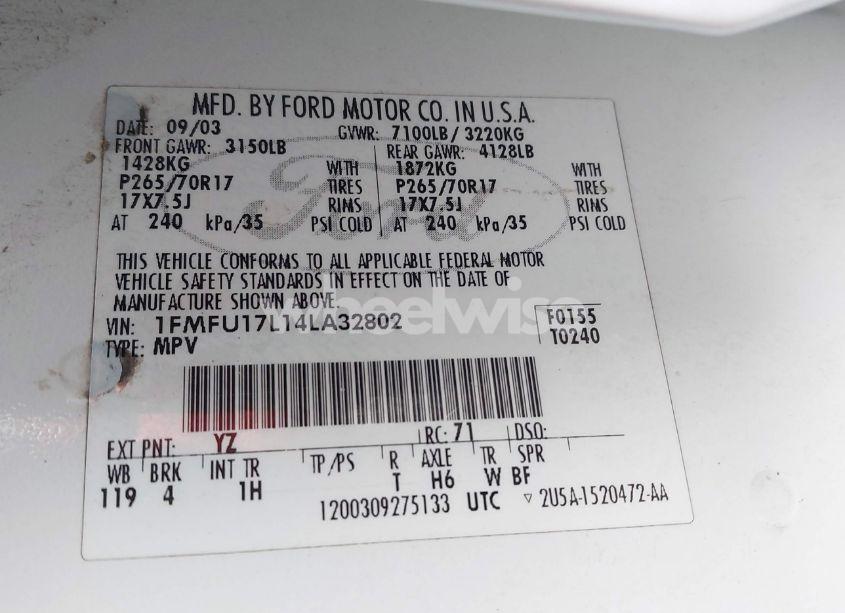 MFD. BY FORD MOTOR CO. IN U.S.A.
DATE: 09/03 GVWR: 7100LB/ 3220KG
FRONT GAWR: 3150LB REAR GAWR: 4128LB
1428KG WITH 1872KG WITH
P265/70R17 TIRES P265/70R17 TIRES
17X7.5J RIMS 17X7.5J RIMS
AT 240 kPa/35 PSI COLD AT 240 kPa/35 PSI COLD
Ford
THIS VEHICLE CONFORMS TO ALL APPLICABLE FEDERAL MOTOR
VEHICLE SAFETY STANDARDS IN EFFECT ON THE DATE OF
MANUFACTURE SHOWN ABOVE.
wheelwise
VIN: 1FMFU17L14LA32802 F0155
TYPE: MPV T0240
EXT PNT: YZ RC: 71 DSO:
WB BRK INT TR TP/PS R AXLE TR SPR
119 4 1H T H6 W BF
1200309275133 UTC ▽ 2U5A-1520472-AA